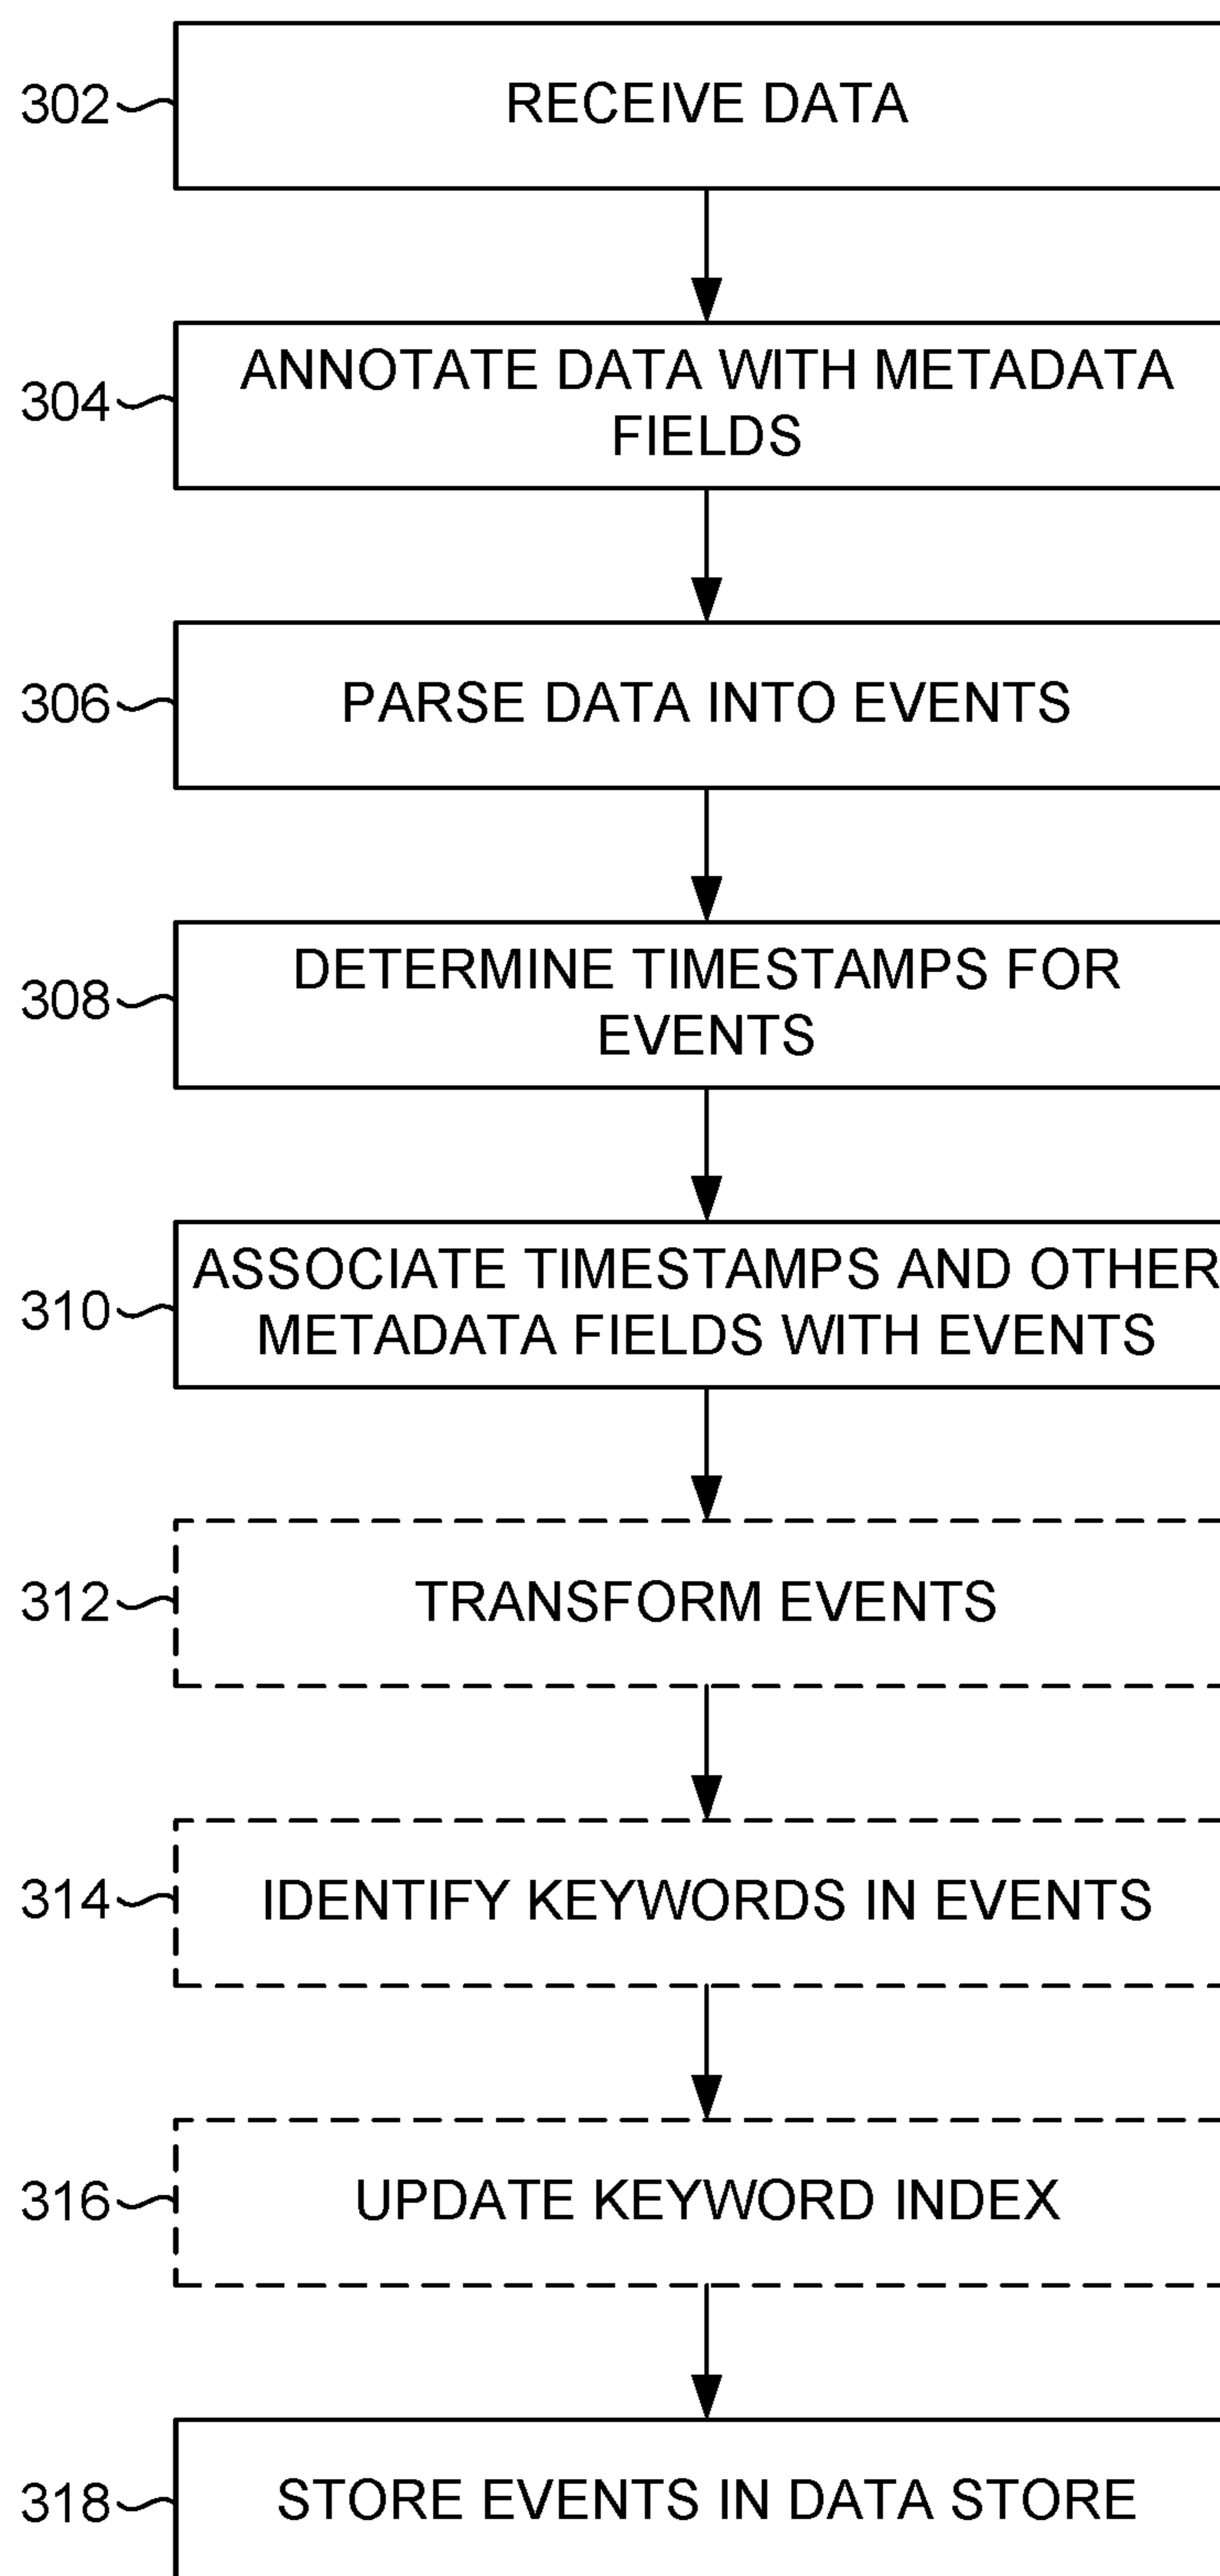 302
RECEIVE DATA
304
ANNOTATE DATA WITH METADATA
FIELDS
306
PARSE DATA INTO EVENTS
308
DETERMINE TIMESTAMPS FOR
EVENTS
310
ASSOCIATE TIMESTAMPS AND OTHER
METADATA FIELDS WITH EVENTS
312
TRANSFORM EVENTS
314
IDENTIFY KEYWORDS IN EVENTS
316
UPDATE KEYWORD INDEX
318
STORE EVENTS IN DATA STORE